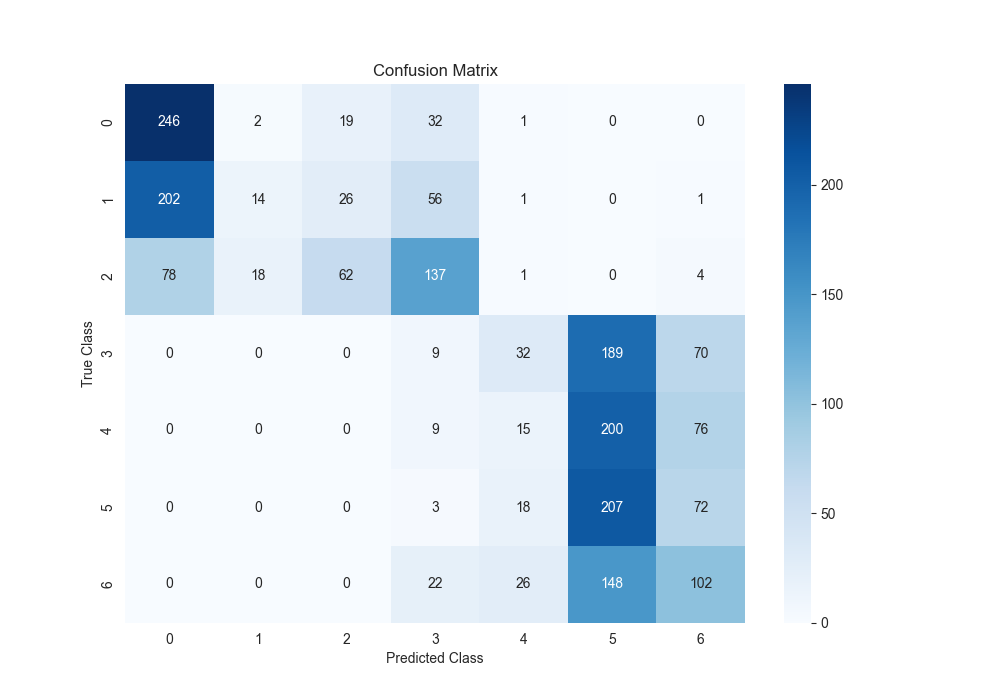 Confusion Matrix
0 246 2 19 32 1 0 0
1 202 14 26 56 1 0 1
200
2 78 18 62 137 1 0 4
150
True Class
3 0 0 0 9 32 189 70
100
4 0 0 0 9 15 200 76
5 0 0 0 3 18 207 72
50
6 0 0 0 22 26 148 102
0
0 1 2 3 4 5 6
Predicted Class